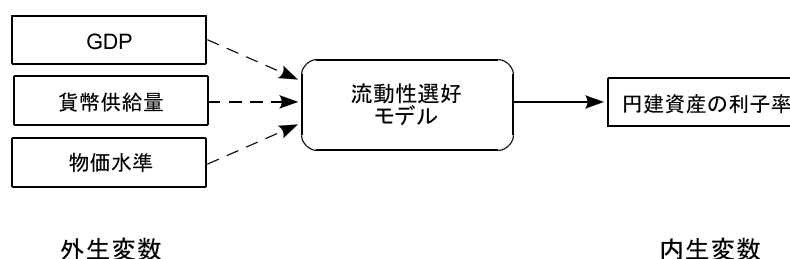 GDP
貨幣供給量
物価水準
流動性選好
モデル
円建資産の利子率
外生変数
内生変数